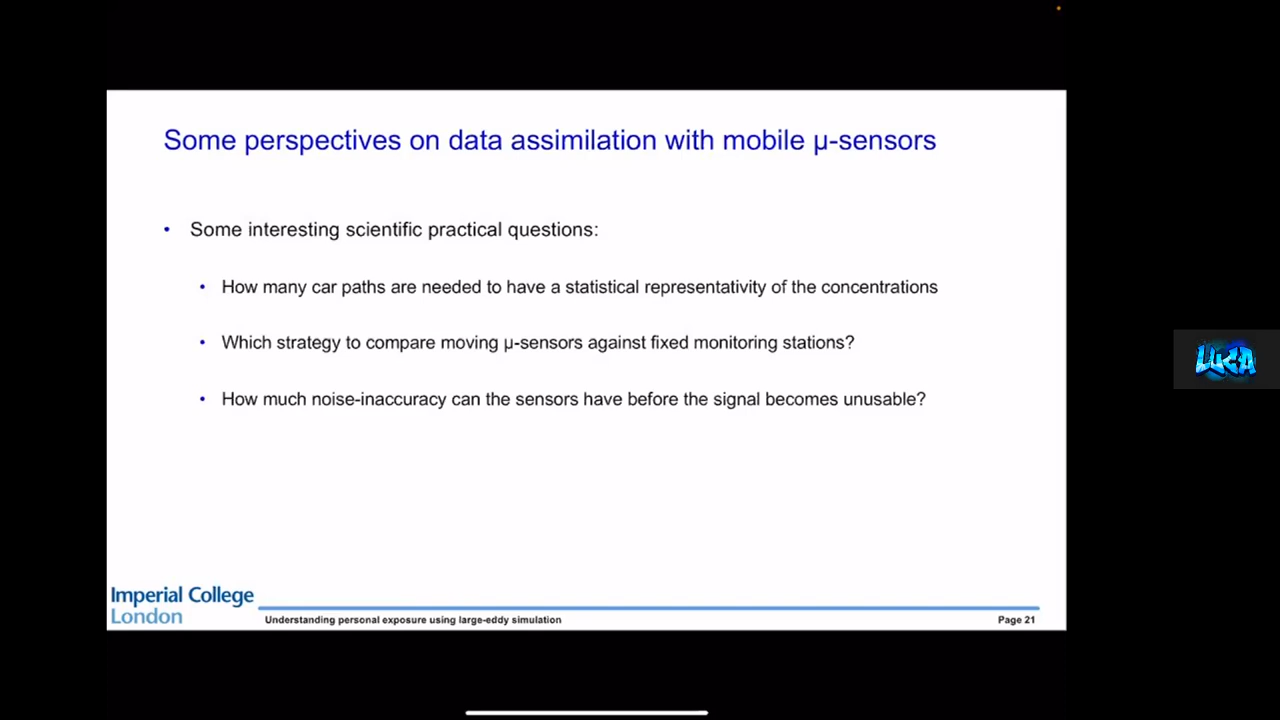 Some perspectives on data assimilation with mobile μ-sensors
• Some interesting scientific practical questions:
• How many car paths are needed to have a statistical representativity of the concentrations
• Which strategy to compare moving μ-sensors against fixed monitoring stations?
• How much noise-inaccuracy can the sensors have before the signal becomes unusable?
LUCA
Imperial College
London
Understanding personal exposure using large-eddy simulation
Page 21